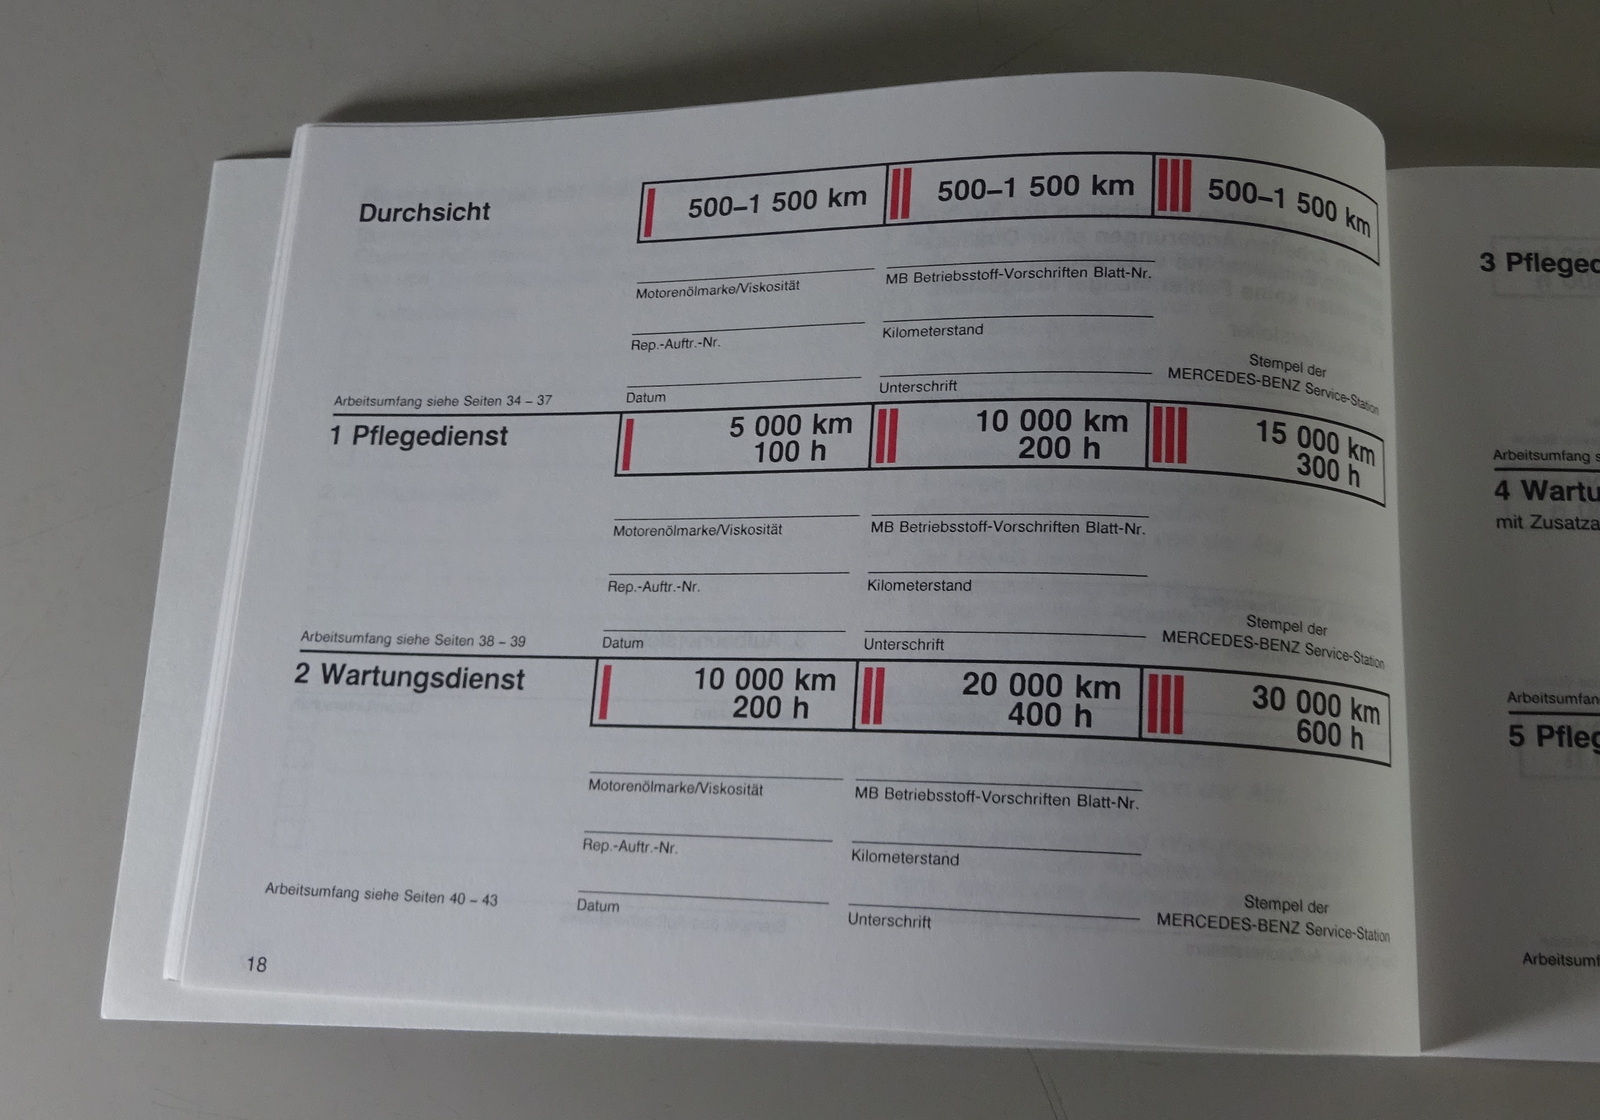 Durchsicht
500–1 500 km
500–1 500 km
500–1 500 km
Motorenölmarke/Viskosität
MB Betriebsstoff-Vorschriften Blatt-Nr.
Rep.-Auftr.-Nr.
Kilometerstand
Stempel der
MERCEDES-BENZ Service-Station
Arbeitsumfang siehe Seiten 34 – 37
Datum
Unterschrift
1 Pflegedienst
5 000 km
100 h
10 000 km
200 h
15 000 km
300 h
Motorenölmarke/Viskosität
MB Betriebsstoff-Vorschriften Blatt-Nr.
Rep.-Auftr.-Nr.
Kilometerstand
Stempel der
MERCEDES-BENZ Service-Station
Arbeitsumfang siehe Seiten 38 – 39
Datum
Unterschrift
2 Wartungsdienst
10 000 km
200 h
20 000 km
400 h
30 000 km
600 h
Motorenölmarke/Viskosität
MB Betriebsstoff-Vorschriften Blatt-Nr.
Rep.-Auftr.-Nr.
Kilometerstand
Stempel der
MERCEDES-BENZ Service-Station
Arbeitsumfang siehe Seiten 40 – 43
Datum
Unterschrift
18
3 Pflege
Arbeitsumfang s
4 Wartu
mit Zusatza
Arbeitsumfan
5 Pfleg
Arbeitsumf